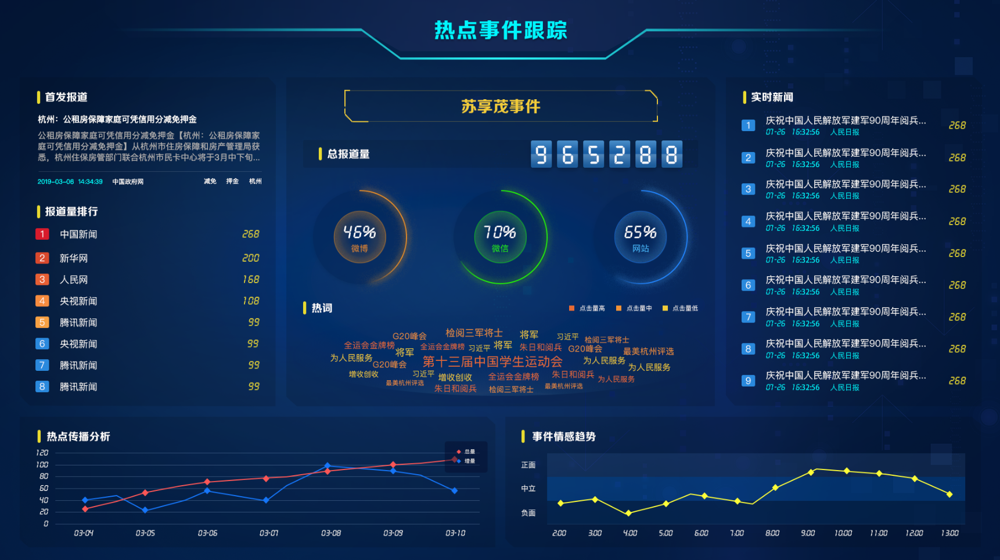 热点事件跟踪
首发报道
杭州：公租房保障家庭可凭信用分减免押金
公租房保障家庭可凭信用分减免押金【杭州：公租房保障家
庭可凭信用分减免押金】从杭州市住房保障和房产管理局获
悉，杭州住保房管部门联合杭州市民卡中心将于3月中下旬...
2019-03-06 14:34:39 中国政府网 减免 押金 杭州
报道量排行
1 中国新闻 268
2 新华网 200
3 人民网 168
4 央视新闻 108
5 腾讯新闻 99
6 央视新闻 99
7 腾讯新闻 99
8 腾讯新闻 99
苏享茂事件
总报道量 965288
46% 70% 65%
微博 微信 网站
热词
点击量高 点击量中 点击量低
检阅三军将士 将军 习近平
G20峰会 检阅三军将士
全运会金牌榜 将军 全运会金牌榜 习近平 将军 朱日和阅兵 G20峰会 最美杭州评选
为人民服务 G20峰会 第十三届中国学生运动会 为人民服务 为人民服务
增收创收 习近平 增收创收 全运会金牌榜 朱日和阅兵 为人民服务
最美杭州评选 朱日和阅兵 检阅三军将士 最美杭州评选
实时新闻
1 庆祝中国人民解放军建军90周年阅兵... 268
07-26 16:32:56 人民日报
2 庆祝中国人民解放军建军90周年阅兵... 268
07-26 16:32:56 人民日报
3 庆祝中国人民解放军建军90周年阅兵... 268
07-26 16:32:56 人民日报
4 庆祝中国人民解放军建军90周年阅兵... 268
07-26 16:32:56 人民日报
5 庆祝中国人民解放军建军90周年阅兵... 268
07-26 16:32:56 人民日报
6 庆祝中国人民解放军建军90周年阅兵... 268
07-26 16:32:56 人民日报
7 庆祝中国人民解放军建军90周年阅兵... 268
07-26 16:32:56 人民日报
8 庆祝中国人民解放军建军90周年阅兵... 268
07-26 16:32:56 人民日报
9 庆祝中国人民解放军建军90周年阅兵... 268
07-26 16:32:56 人民日报
热点传播分析
总量
增量
120
100
80
60
40
20
0
03-04 03-05 03-06 03-07 03-08 03-09 03-10
事件情感趋势
正面
中立
负面
2:00 3:00 4:00 5:00 6:00 7:00 8:00 9:00 10:00 11:00 12:00 13:00